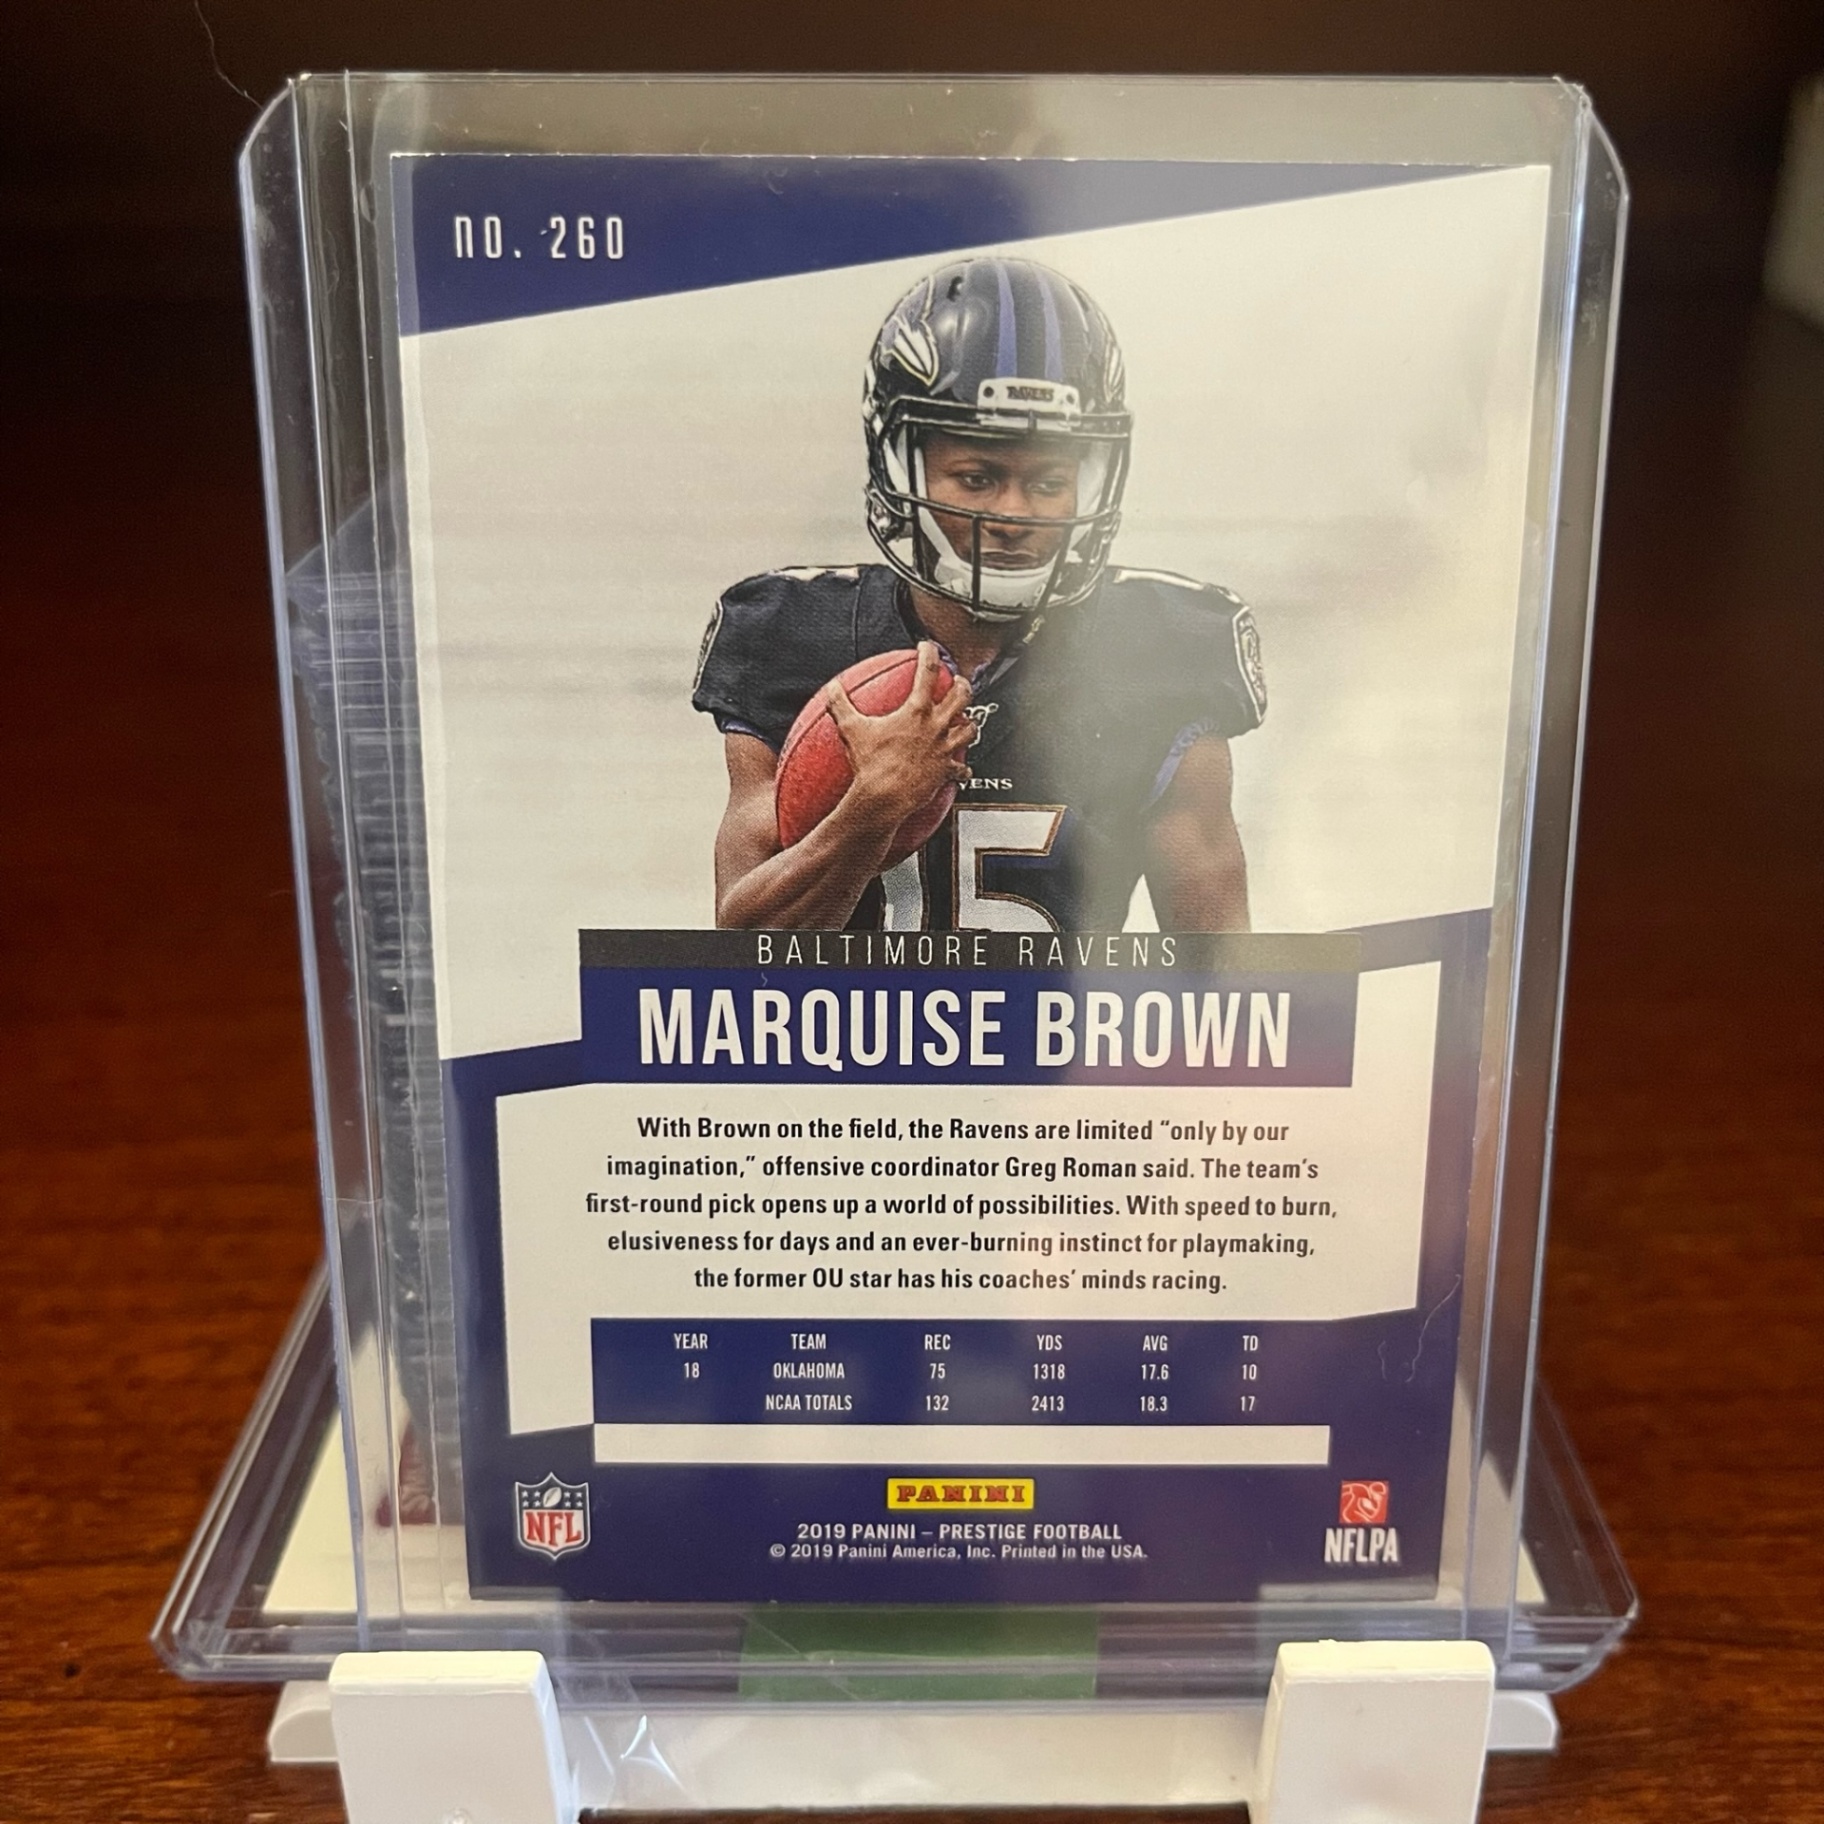 no. 260
RAVENS
VENS
15
BALTIMORE RAVENS
MARQUISE BROWN
With Brown on the field, the Ravens are limited “only by our
imagination,” offensive coordinator Greg Roman said. The team’s
first-round pick opens up a world of possibilities. With speed to burn,
elusiveness for days and an ever-burning instinct for playmaking,
the former OU star has his coaches’ minds racing.
YEAR TEAM REC YDS AVG TD
18 OKLAHOMA 75 1318 17.6 10
NCAA TOTALS 132 2413 18.3 17
NFL
PANINI
2019 PANINI – PRESTIGE FOOTBALL
© 2019 Panini America, Inc. Printed in the USA.
NFLPA